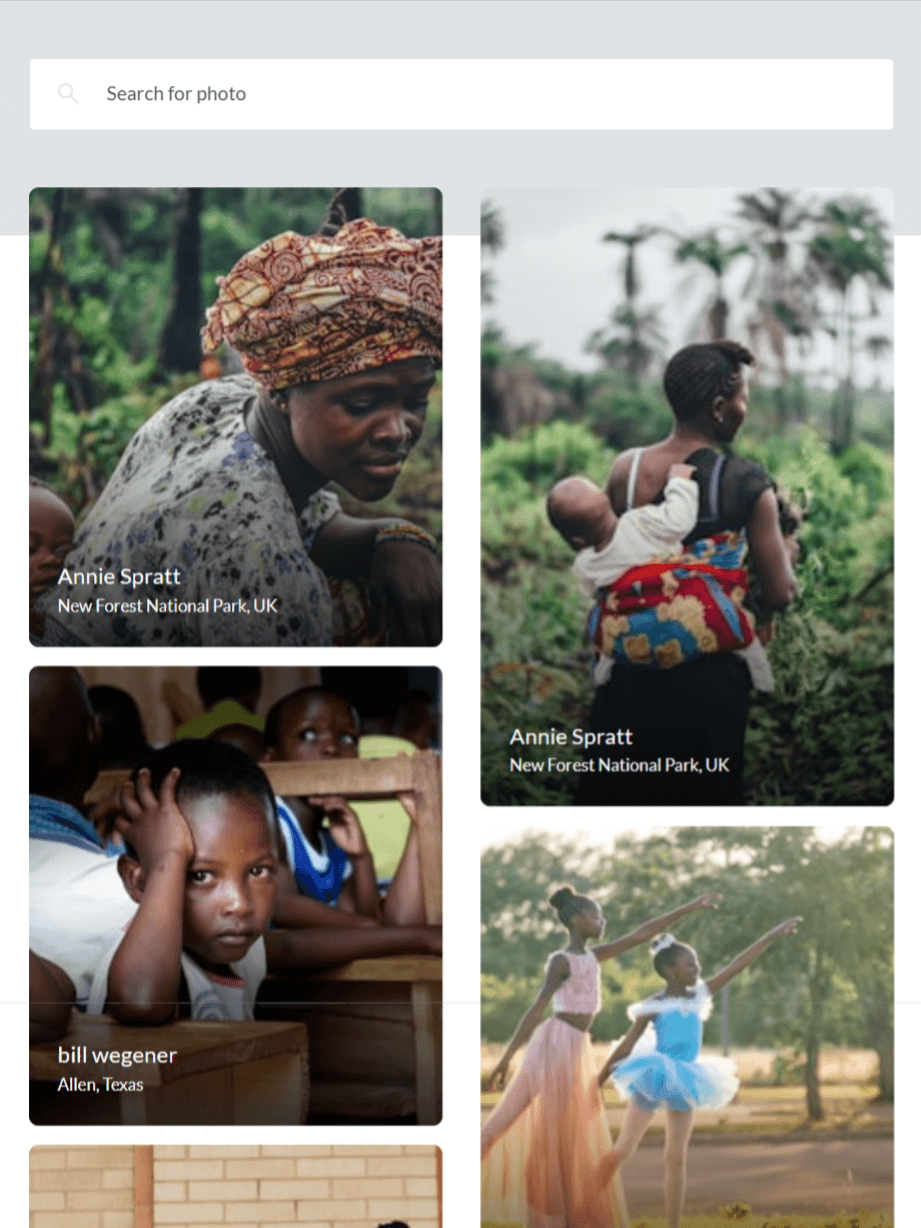 Search for photo
Annie Spratt
New Forest National Park, UK
Annie Spratt
New Forest National Park, UK
bill wegener
Allen, Texas